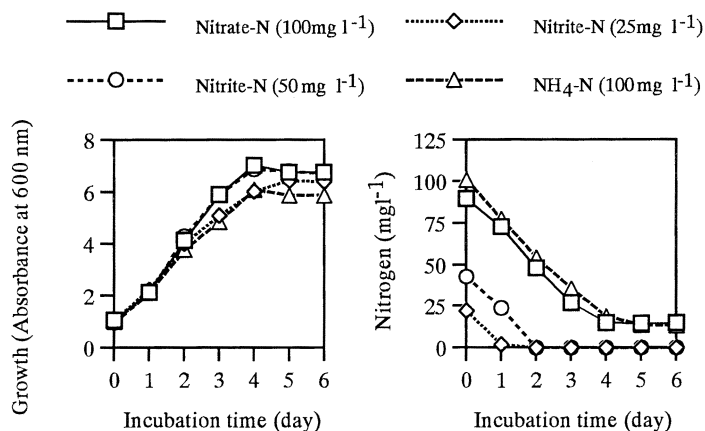 Nitrate-N (100mg l-1) Nitrite-N (25mg l-1)
Nitrite-N (50 mg l-1) NH4-N (100mg l-1)
Growth (Absorbance at 600 nm)
8
6
4
2
0
0 1 2 3 4 5 6
Incubation time (day)
Nitrogen (mgl-1)
125
100
75
50
25
0
0 1 2 3 4 5 6
Incubation time (day)